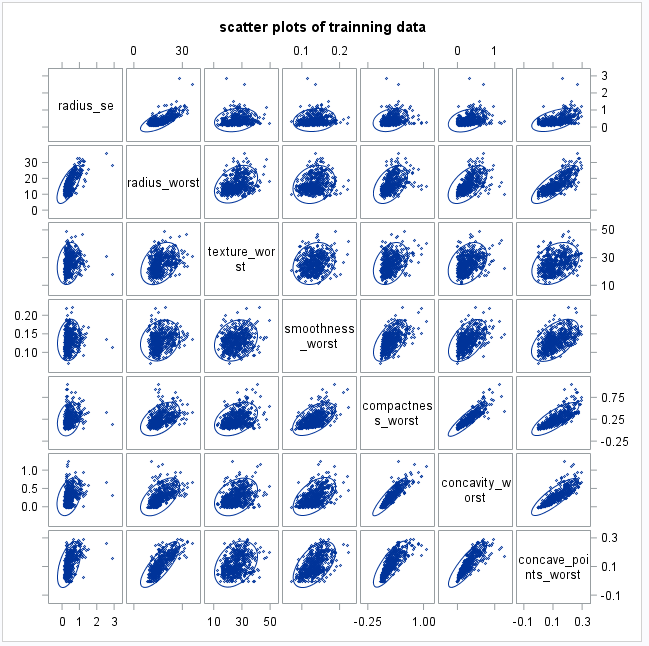 scatter plots of trainning data
0 30 0.1 0.2 0 1
radius_se
3
2
1
0
30
20
10
0
radius_worst
texture_wor
st
50
30
10
0.20
0.15
0.10
smoothness
_worst
compactnes
s_worst
0.75
0.25
-0.25
1.0
0.5
0.0
concavity_w
orst
concave_poi
nts_worst
0.3
0.1
-0.1
0 1 2 3 10 30 50 -0.25 1.00 -0.1 0.1 0.3